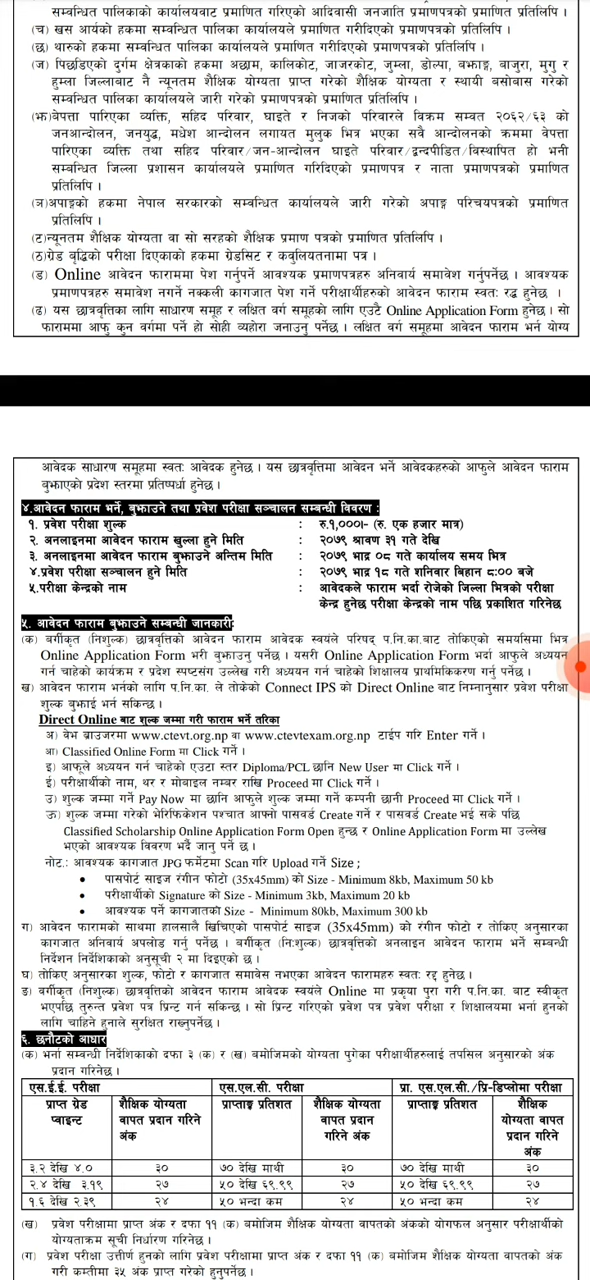 सम्वन्धित पालिकाको कार्यालयवाट प्रमाणित गरिएको आदिवासी जनजाति प्रमाणपत्रको प्रमाणित प्रतिलिपि ।
(च) खस आर्यको हकमा सम्वन्धित पालिका कार्यालयले प्रमाणित गरीदिएको प्रमाणपत्रको प्रमाणित प्रतिलिपि ।
(छ) थारुको हकमा सम्वन्धित पालिका कार्यालयले प्रमाणित गरीदिएको प्रमाणपत्रको प्रमाणित प्रतिलिपि ।
(ज) पिछडिएको दुर्गम क्षेत्रकाको हकमा अछाम, कालिकोट, जाजरकोट, जुम्ला, डोल्पा, बझाङ्ग, बाजुरा, मुगु र
हुम्ला जिल्लाबाट नै न्यूनतम शैक्षिक योग्यता प्राप्त गरेको शैक्षिक योग्यता र स्थायी बसोवास गरेको
सम्वन्धित पालिका कार्यालयले जारी गरेको प्रमाणपत्रको प्रमाणित प्रतिलिपि ।
(झ)बेपत्ता पारिएका व्यक्ति, सहिद परिवार, घाइते र निजको परिवारले विक्रम सम्वत २०६२/६३ को
जनआन्दोलन, जनयुद्ध, मधेश आन्दोलन लगायत मुलुक भित्र भएका सवै आन्दोलनको क्रममा वेपत्ता
पारिएका व्यक्ति तथा सहिद परिवार/जन-आन्दोलन घाइते परिवार/द्वन्दपीडित/विस्थापित हो भनी
सम्वन्धित जिल्ला प्रशासन कार्यालयले प्रमाणित गरिदिएको प्रमाणपत्र र नाता प्रमाणपत्रको प्रमाणित
प्रतिलिपि ।
(ञ)अपाङ्गको हकमा नेपाल सरकारको सम्वन्धित कार्यालयले जारी गरेको अपाङ्ग परिचयपत्रको प्रमाणित
प्रतिलिपि ।
(ट)न्यूनतम शैक्षिक योग्यता वा सो सरहको शैक्षिक प्रमाण पत्रको प्रमाणित प्रतिलिपि ।
(ठ)ग्रेड बृद्धिको परीक्षा दिएकाको हकमा ग्रेडसिट र कवुलियतनामा पत्र ।
(ड) Online आवेदन फाराममा पेश गर्नुपर्ने आवश्यक प्रमाणपत्रहरु अनिवार्य समावेश गर्नुपर्नेछ । आवश्यक
प्रमाणपत्रहरु समावेश नगर्ने नक्कली कागजात पेश गर्ने परीक्षार्थीहरुको आवेदन फाराम स्वतः रद्ध हुनेछ ।
(ढ) यस छात्रवृत्तिका लागि साधारण समूह र लक्षित वर्ग समूहको लागि एउटै Online Application Form हुनेछ । सो
फाराममा आफु कुन वर्गमा पर्ने हो सोही व्यहोरा जनाउनु पर्नेछ । लक्षित वर्ग समूहमा आवेदन फाराम भर्न योग्य
आवेदक साधारण समूहमा स्वतः आवेदक हुनेछ । यस छात्रवृत्तिमा आवेदन भर्ने आवेदकहरुको आफुले आवेदन फाराम
बुझाएको प्रदेश स्तरमा प्रतिष्पर्धा हुनेछ ।
४.आवेदन फाराम भर्ने, बुझाउने तथा प्रवेश परीक्षा सञ्चालन सम्बन्धी विवरण :
१. प्रवेश परीक्षा शुल्क : रु.१,०००।- (रु. एक हजार मात्र)
२. अनलाइनमा आवेदन फाराम खुल्ला हुने मिति : २०७९ श्रावण ३१ गते देखि
३. अनलाइनमा आवेदन फाराम बुझाउने अन्तिम मिति : २०७९ भाद्र ०८ गते कार्यालय समय भित्र
४.प्रवेश परीक्षा सञ्चालन हुने मिति : २०७९ भाद्र १८ गते शनिवार बिहान ८:०० बजे
५.परीक्षा केन्द्रको नाम : आवेदकले फाराम भर्दा रोजेको जिल्ला भित्रको परीक्षा
केन्द्र हुनेछ परीक्षा केन्द्रको नाम पछि प्रकाशित गरिनेछ
५. आवेदन फाराम बुझाउने सम्बन्धी जानकारीः
(क) बर्गीकृत (निशुल्क) छात्रवृत्तिको आवेदन फाराम आवेदक स्वयंले परिषद् प.नि.का.बाट तोकिएको समयसिमा भित्र
Online Application Form भरी बुझाउनु पर्नेछ । यसरी Online Application Form भर्दा आफुले अध्ययन
गर्न चाहेको कार्यक्रम र प्रदेश स्पष्टसंग उल्लेख गरी अध्ययन गर्न चाहेको शिक्षालय प्राथमिकिकरण गर्नु पर्नेछ ।
ख) आवेदन फाराम भर्नको लागि प.नि.का. ले तोकेको Connect IPS को Direct Online बाट निम्नानुसार प्रवेश परीक्षा
शुल्क बुझाई भर्न सकिन्छ ।
Direct Online बाट शुल्क जम्मा गरी फाराम भर्ने तरिका
अ) वेभ ब्राउजरमा www.ctevt.org.np वा www.ctevtexam.org.np टाईप गरि Enter गर्ने ।
आ) Classified Online Form मा Click गर्ने ।
इ) आफूले अध्ययन गर्न चाहेको एउटा स्तर Diploma/PCL छानि New User मा Click गर्ने ।
ई) परीक्षार्थीको नाम, थर र मोबाइल नम्बर राखि Proceed मा Click गर्ने ।
उ) शुल्क जम्मा गर्ने Pay Now मा छानि आफुले शुल्क जम्मा गर्ने कम्पनी छानी Proceed मा Click गर्ने ।
ऊ) शुल्क जम्मा गरेको भेरिफिकेशन पश्चात आफ्नो पासवर्ड Create गर्ने र पासवर्ड Create भई सके पछि
Classified Scholarship Online Application Form Open हुन्छ र Online Application Form मा उल्लेख
भएको आवश्यक विवरण भर्दै जानु पर्ने छ ।
नोट.: आवश्यक कागजात JPG फर्मेटमा Scan गरि Upload गर्ने Size ;
• पासपोर्ट साइज रंगीन फोटो (35x45mm) को Size - Minimum 8kb, Maximum 50 kb
• परीक्षार्थीको Signature को Size - Minimum 3kb, Maximum 20 kb
• आवश्यक पर्ने कागजातको Size - Minimum 80kb, Maximum 300 kb
ग) आवेदन फारामको साथमा हालसालै खिचिएको पासपोर्ट साइज (35x45mm) को रंगीन फोटो र तोकिए अनुसारका
कागजात अनिवार्य अपलोड गर्नु पर्नेछ । बर्गीकृत (निःशुल्क) छात्रवृत्तिको अनलाइन आवेदन फाराम भर्ने सम्बन्धी
निर्देशन निर्देशिकाको अनुसूची २ मा दिइएको छ ।
घ) तोकिए अनुसारका शुल्क, फोटो र कागजात समावेस नभएका आवेदन फारामहरु स्वतः रद्द हुनेछ ।
ङ) बर्गीकृत (निशुल्क) छात्रवृत्तिको आवेदन फाराम आवेदक स्वयंले Online मा प्रकृया पुरा गरी प.नि.का. बाट स्वीकृत
भएपछि तुरुन्त प्रवेश पत्र प्रिन्ट गर्न सकिन्छ । सो प्रिन्ट गरिएको प्रवेश पत्र प्रवेश परीक्षा र शिक्षालयमा भर्ना हुनको
लागि चाहिने हुनाले सुरक्षित राख्नुपर्नेछ ।
६. छनौटको आधार
(क) भर्ना सम्बन्धी निर्देशिकाको दफा ३ (क) र (ख) बमोजिमको योग्यता पुगेका परीक्षार्थीहरुलाई तपसिल अनुसारको अंक
प्रदान गरिनेछ ।
एस.ई.ई. परीक्षा एस.एल.सी. परीक्षा प्रा. एस.एल.सी./प्रि-डिप्लोमा परीक्षा
प्राप्त ग्रेड शैक्षिक योग्यता प्राप्ताङ्क प्रतिशत शैक्षिक योग्यता प्राप्ताङ्क प्रतिशत शैक्षिक
प्वाइन्ट बापत प्रदान गरिने बापत प्रदान योग्यता बापत
अंक गरिने अंक प्रदान गरिने
अंक
३.२ देखि ४.० ३० ७० देखि माथी ३० ७० देखि माथी ३०
२.४ देखि ३.१९ २७ ५० देखि ६९.९९ २७ ५० देखि ६९.९९ २७
१.६ देखि २.३९ २४ ५० भन्दा कम २४ ५० भन्दा कम २४
(ख) प्रवेश परीक्षामा प्राप्त अंक र दफा ११ (क) बमोजिम शैक्षिक योग्यता वापतको अंकको योगफल अनुसार परीक्षार्थीको
योग्यताक्रम सूची निर्धारण गरिनेछ ।
(ग) प्रवेश परीक्षा उत्तीर्ण हुनको लागि प्रवेश परीक्षामा प्राप्त अंक र दफा ११ (क) बमोजिम शैक्षिक योग्यता बापतको अंक
गरी कम्तीमा ३५ अंक प्राप्त गरेको हुनुपर्नेछ ।